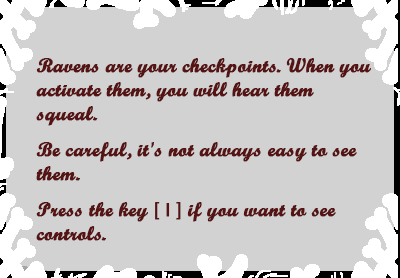 Ravens are your checkpoints. When you
activate them, you will hear them
squeal.
Be careful, it's not always easy to see
them.
Press the key [ I ] if you want to see
controls.